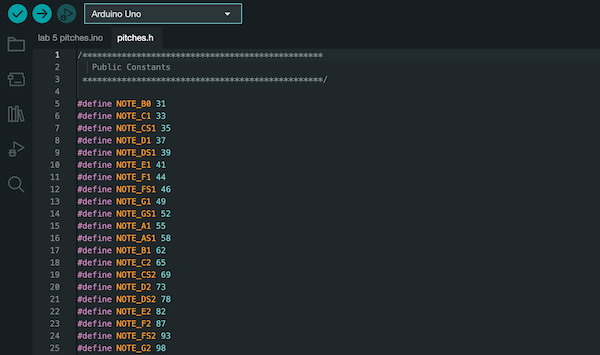 Arduino Uno
lab 5 pitches.ino pitches.h
1 /**************************************************
2 Public Constants
3 **************************************************/
4
5 #define NOTE_B0 31
6 #define NOTE_C1 33
7 #define NOTE_CS1 35
8 #define NOTE_D1 37
9 #define NOTE_DS1 39
10 #define NOTE_E1 41
11 #define NOTE_F1 44
12 #define NOTE_FS1 46
13 #define NOTE_G1 49
14 #define NOTE_GS1 52
15 #define NOTE_A1 55
16 #define NOTE_AS1 58
17 #define NOTE_B1 62
18 #define NOTE_C2 65
19 #define NOTE_CS2 69
20 #define NOTE_D2 73
21 #define NOTE_DS2 78
22 #define NOTE_E2 82
23 #define NOTE_F2 87
24 #define NOTE_FS2 93
25 #define NOTE_G2 98